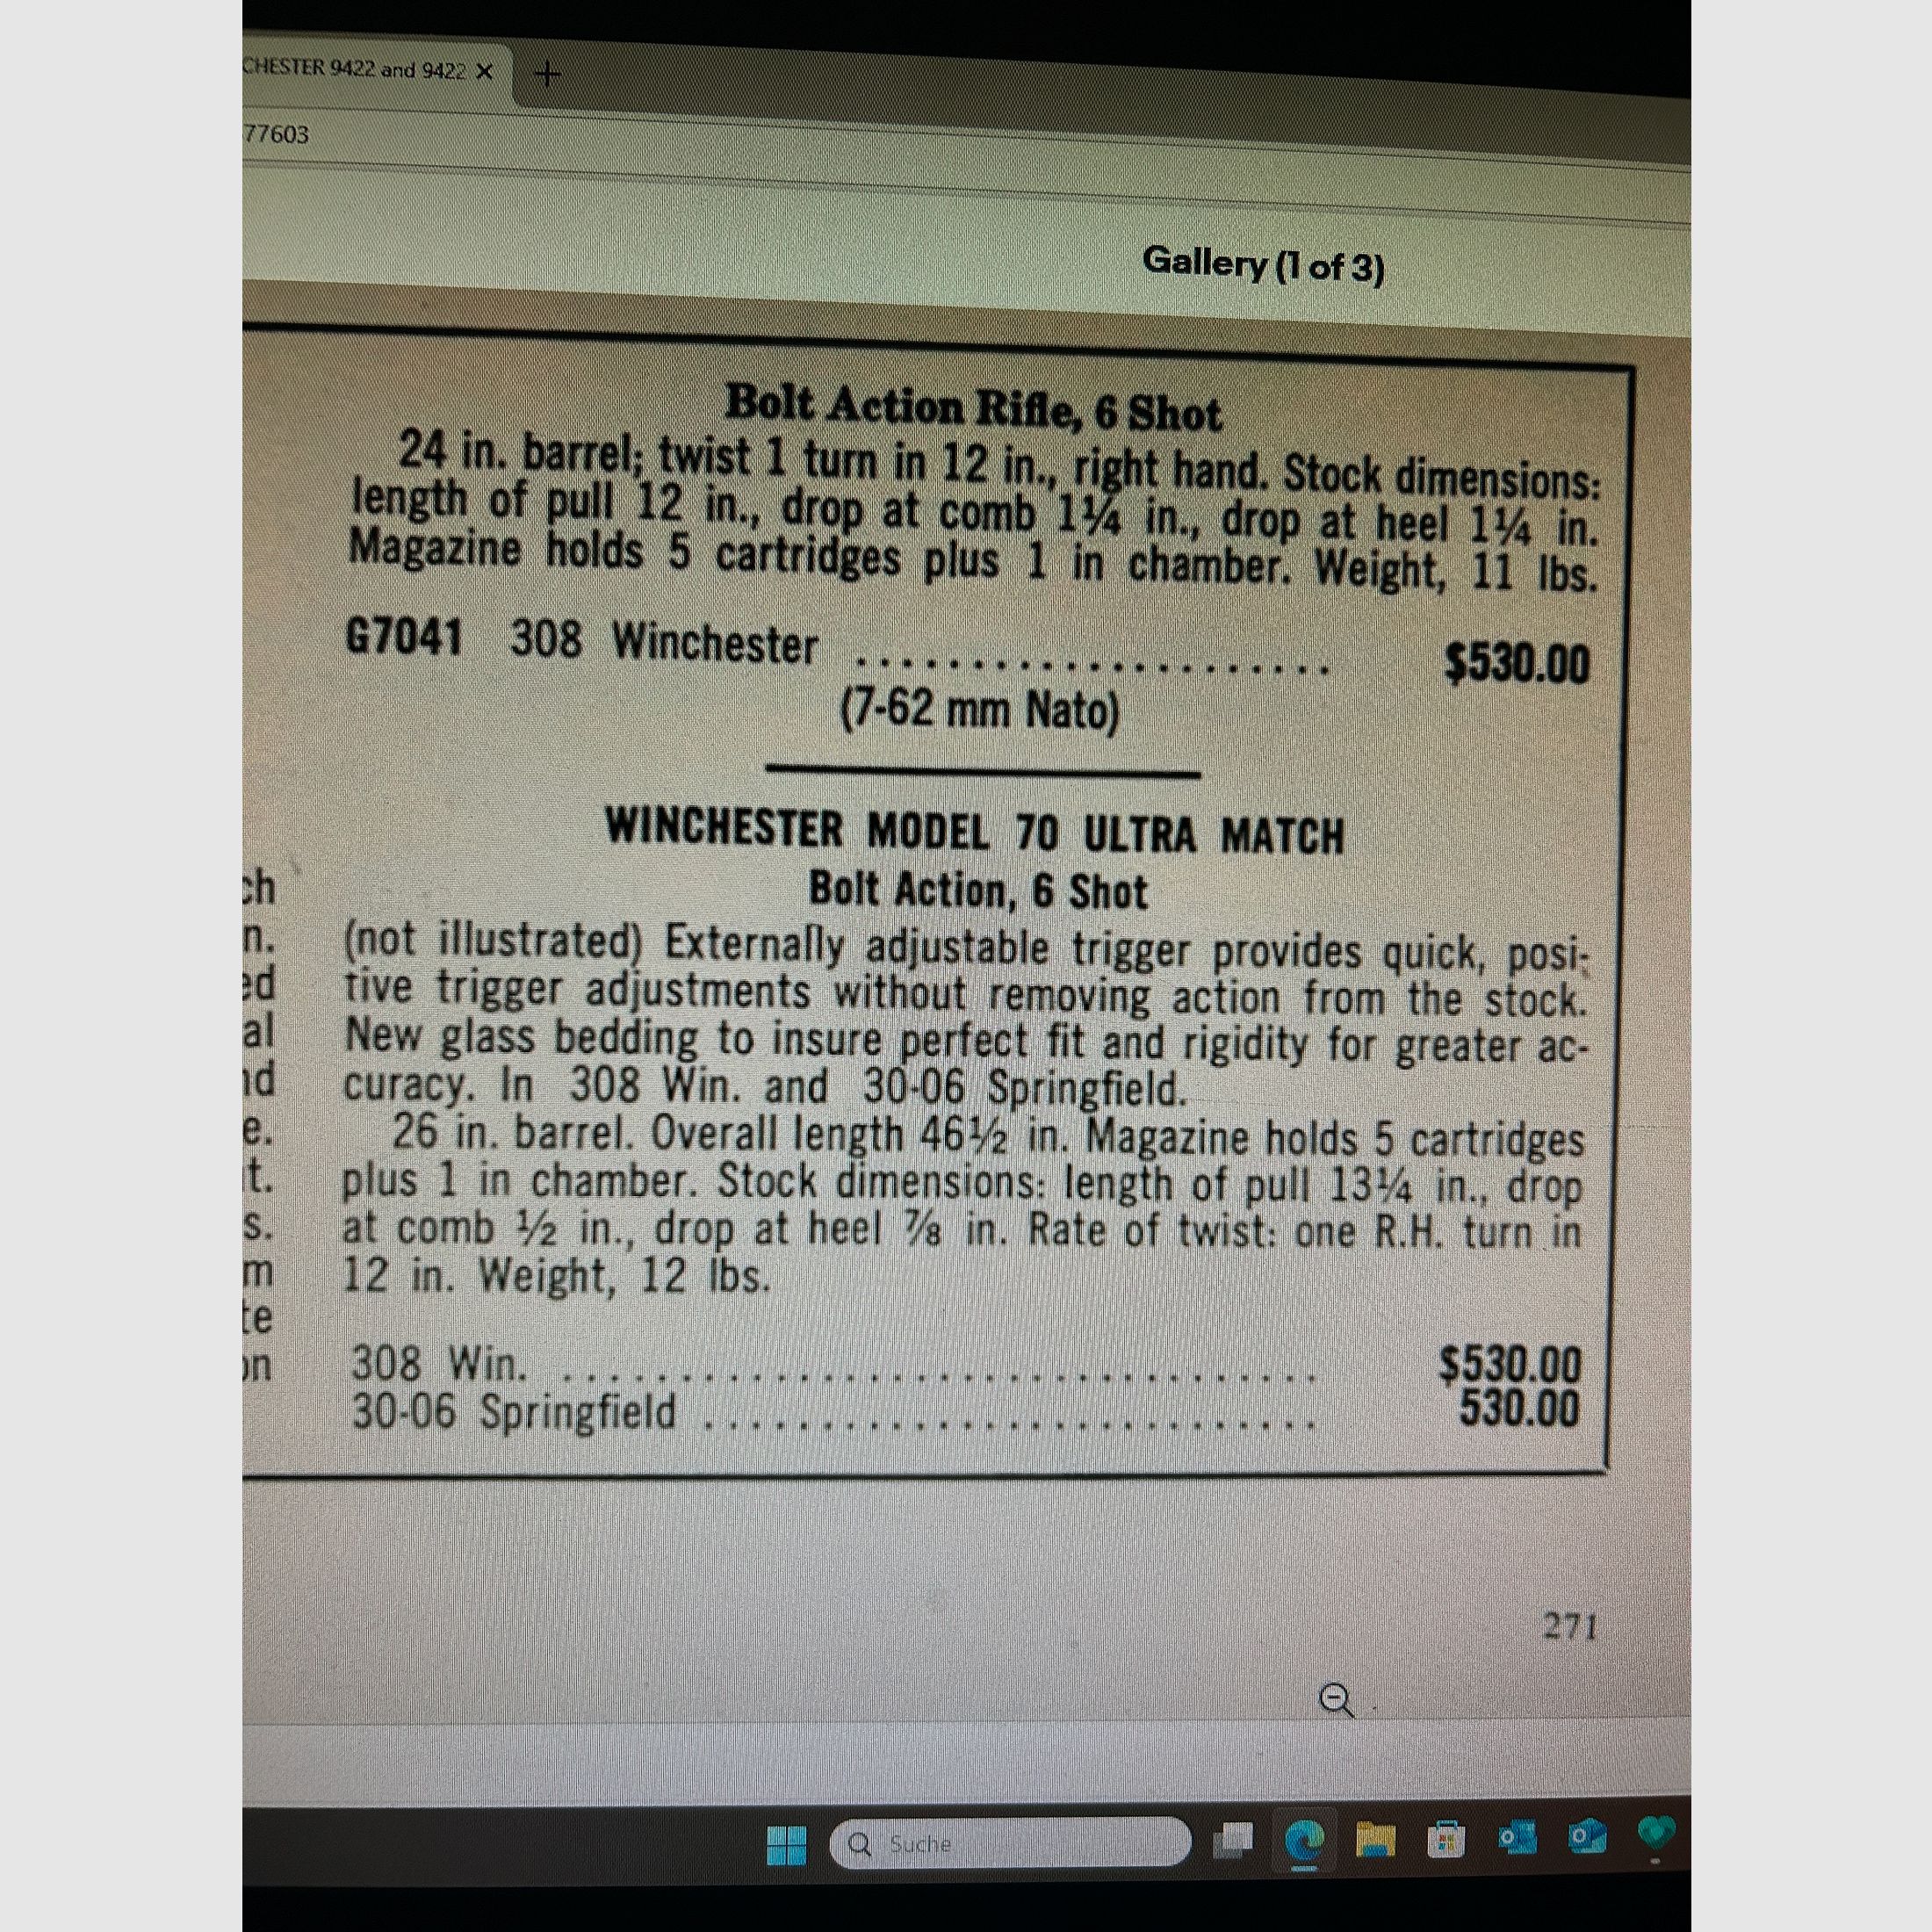 CHESTER 9422 and 9422
77603
Gallery (1 of 3)
Bolt Action Rifle, 6 Shot
24 in. barrel; twist 1 turn in 12 in., right hand. Stock dimensions:
length of pull 12 in., drop at comb 1¼ in., drop at heel 1¼ in.
Magazine holds 5 cartridges plus 1 in chamber. Weight, 11 lbs.
G7041 308 Winchester .................... $530.00
(7-62 mm Nato)
WINCHESTER MODEL 70 ULTRA MATCH
Bolt Action, 6 Shot
(not illustrated) Externally adjustable trigger provides quick, posi-
tive trigger adjustments without removing action from the stock.
New glass bedding to insure perfect fit and rigidity for greater ac-
curacy. In 308 Win. and 30-06 Springfield.
26 in. barrel. Overall length 46½ in. Magazine holds 5 cartridges
plus 1 in chamber. Stock dimensions: length of pull 13¼ in., drop
at comb ½ in., drop at heel ⅞ in. Rate of twist: one R.H. turn in
12 in. Weight, 12 lbs.
308 Win. ................................ $530.00
30-06 Springfield .......................... 530.00
ch
n.
ed
al
nd
e.
t.
s.
m
te
on
271
Suche